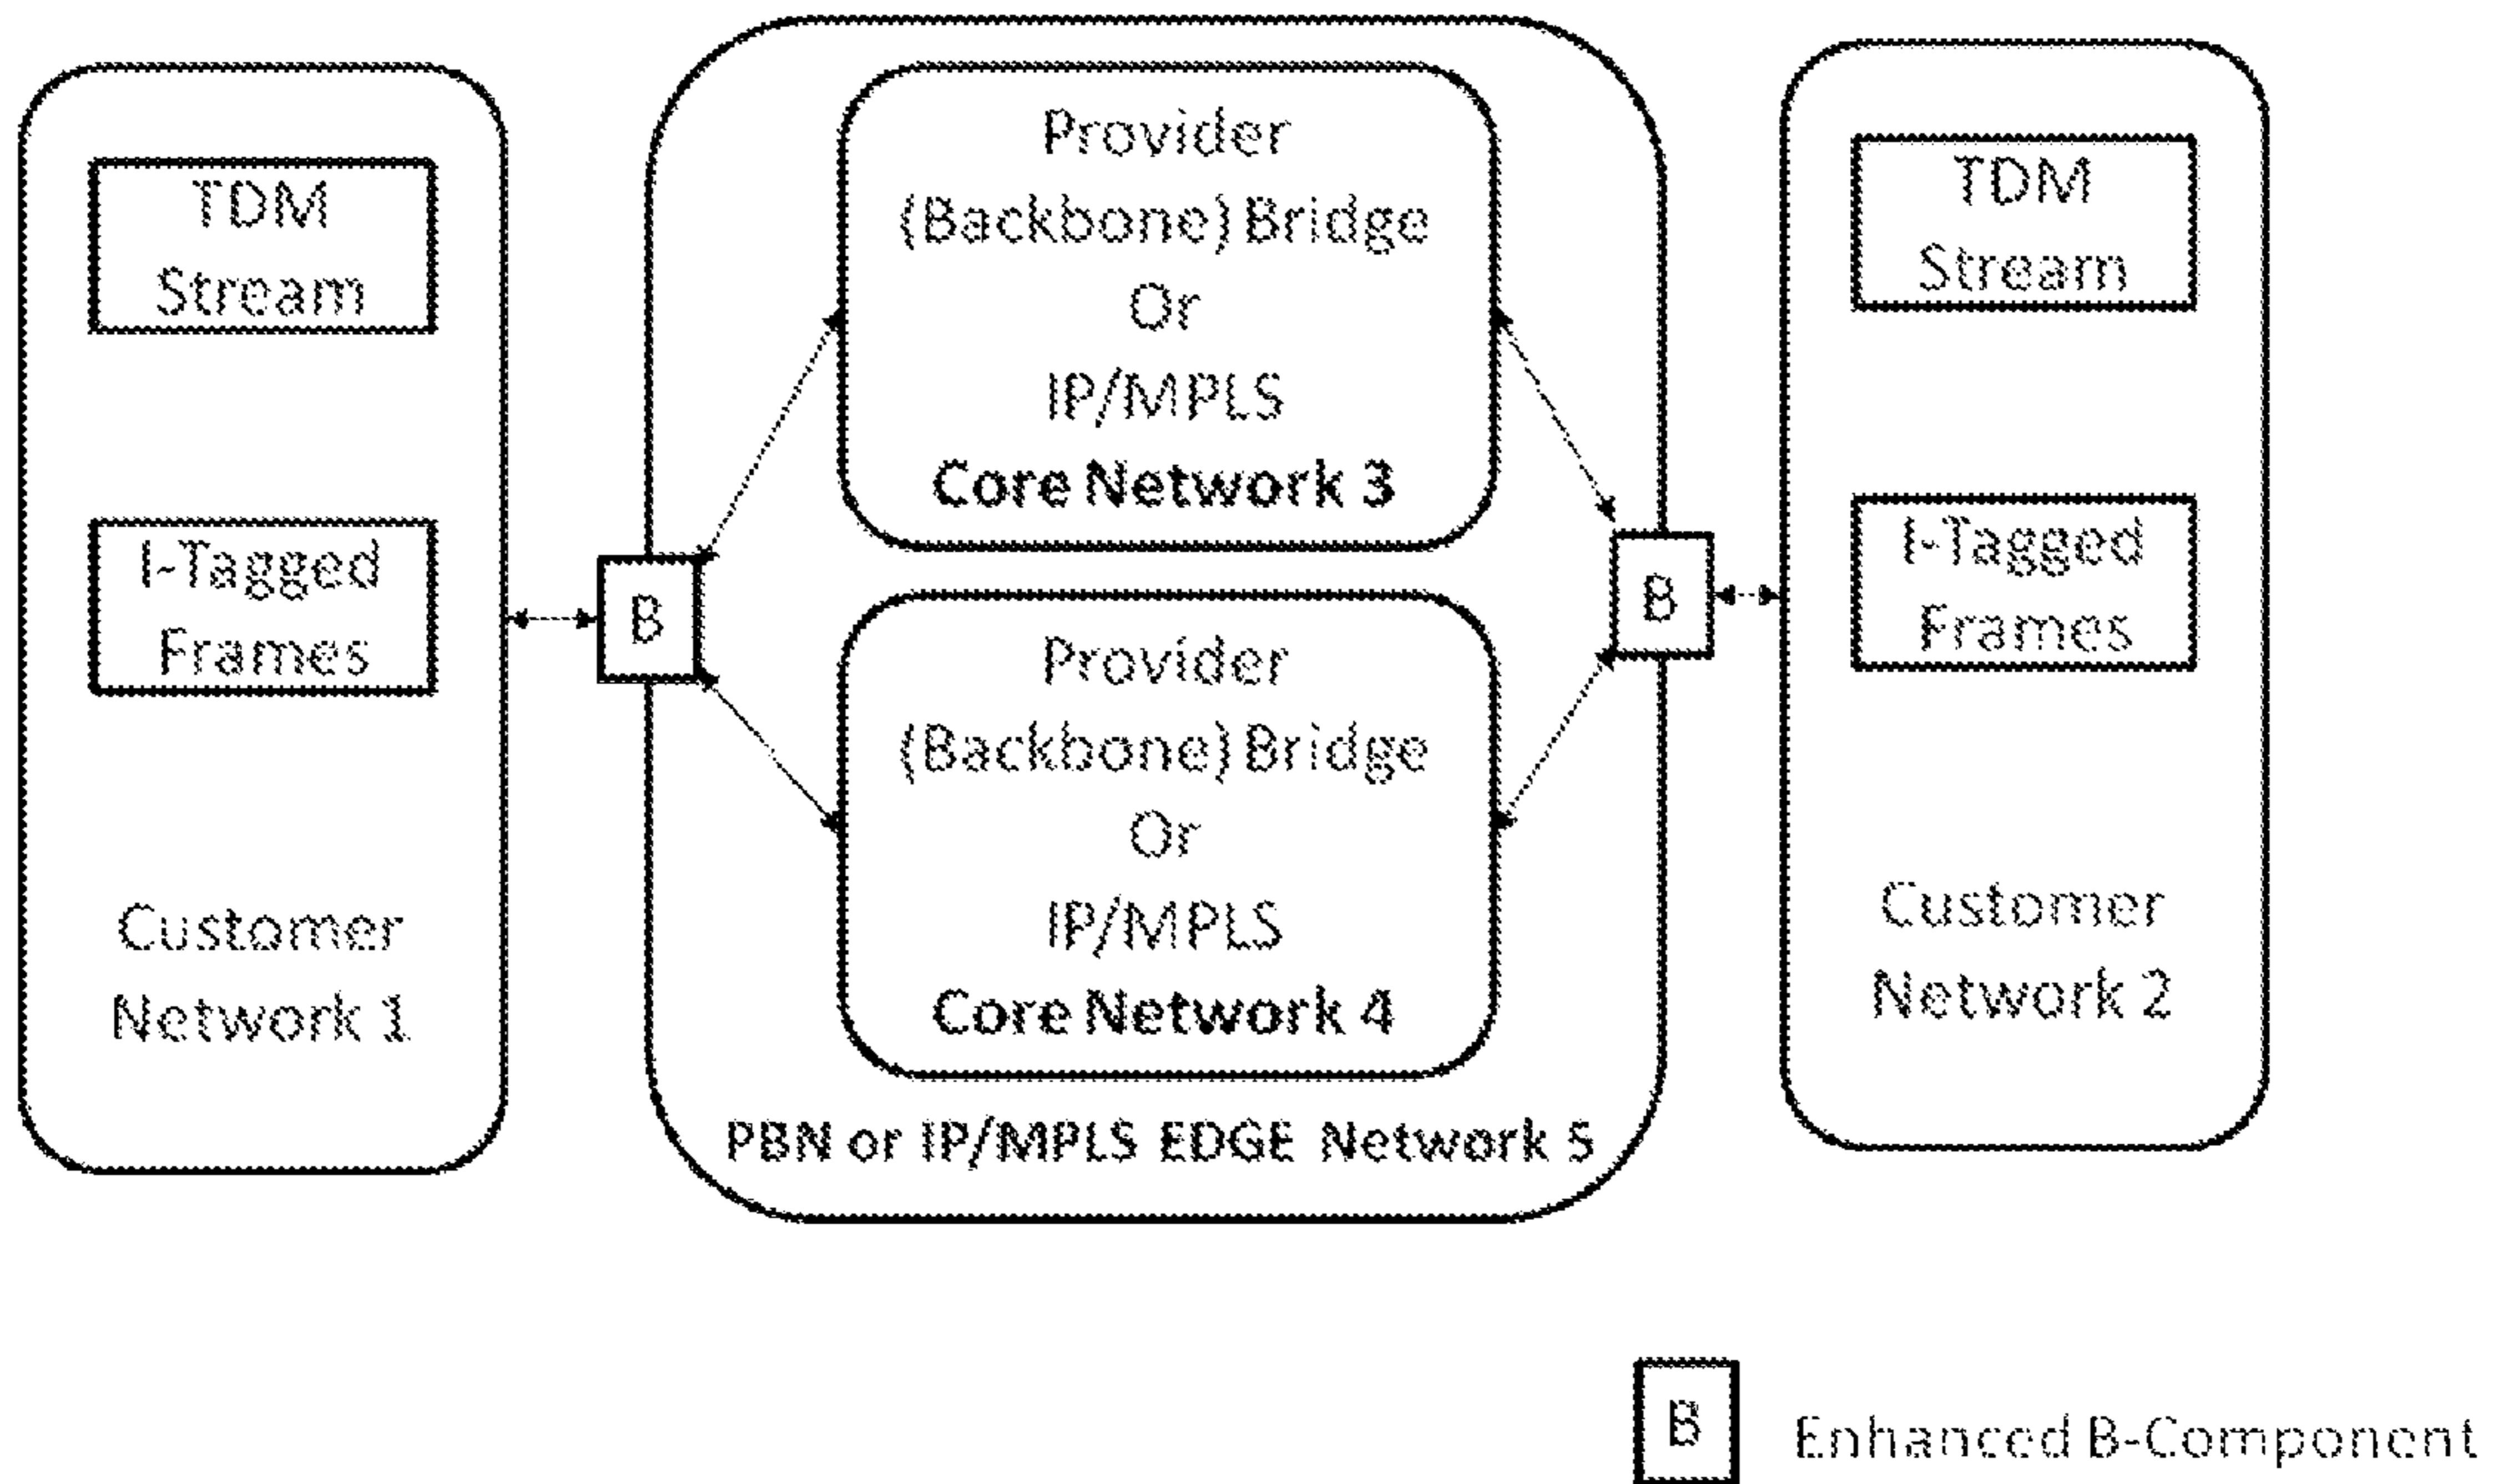 TDM
Stream
I-Tagged
Frames
Customer
Network 1
B
Provider
(Backbone) Bridge
Or
IP/MPLS
Core Network 3
Provider
(Backbone) Bridge
Or
IP/MPLS
Core Network 4
PBN or IP/MPLS EDGE Network 5
B
TDM
Stream
I-Tagged
Frames
Customer
Network 2
B
Enhanced B-Component